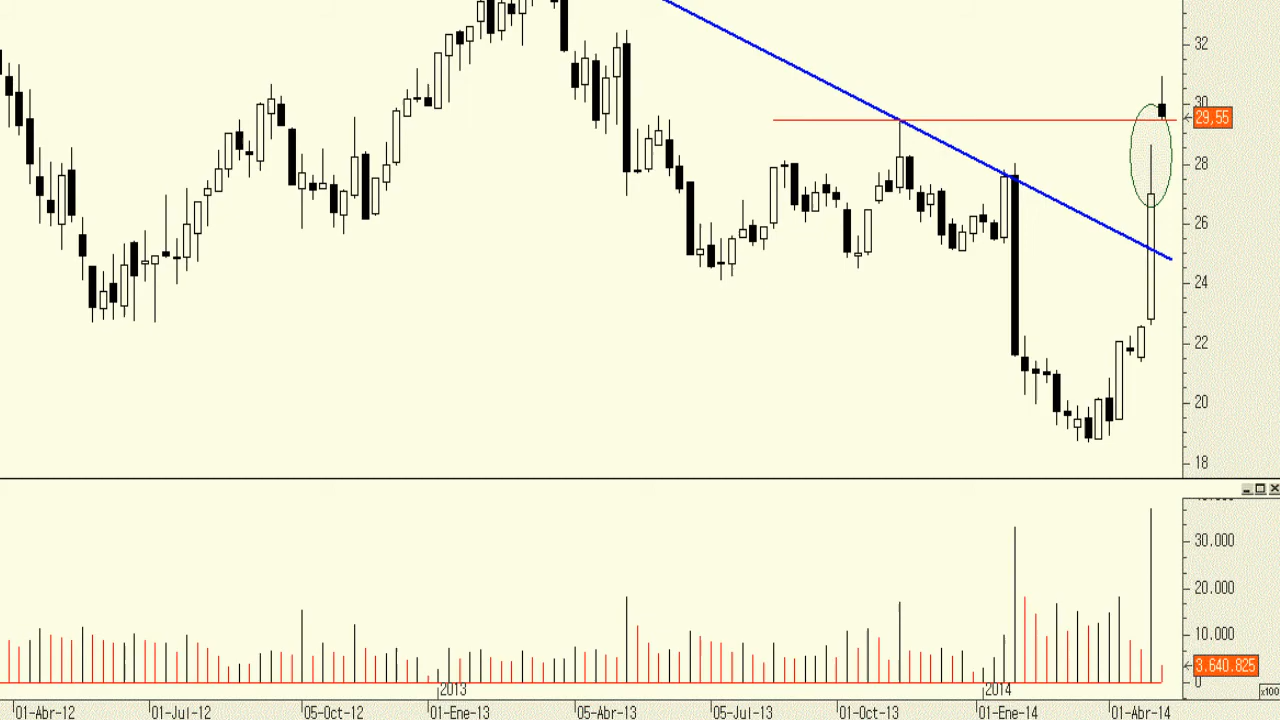 32
30
29,55
28
26
24
22
20
18
30.000
20.000
10.000
3.640.825
0
x100
2013
2014
01-Abr-12
01-Jul-12
05-Oct-12
01-Ene-13
05-Abr-13
05-Jul-13
01-Oct-13
01-Ene-14
01-Abr-14